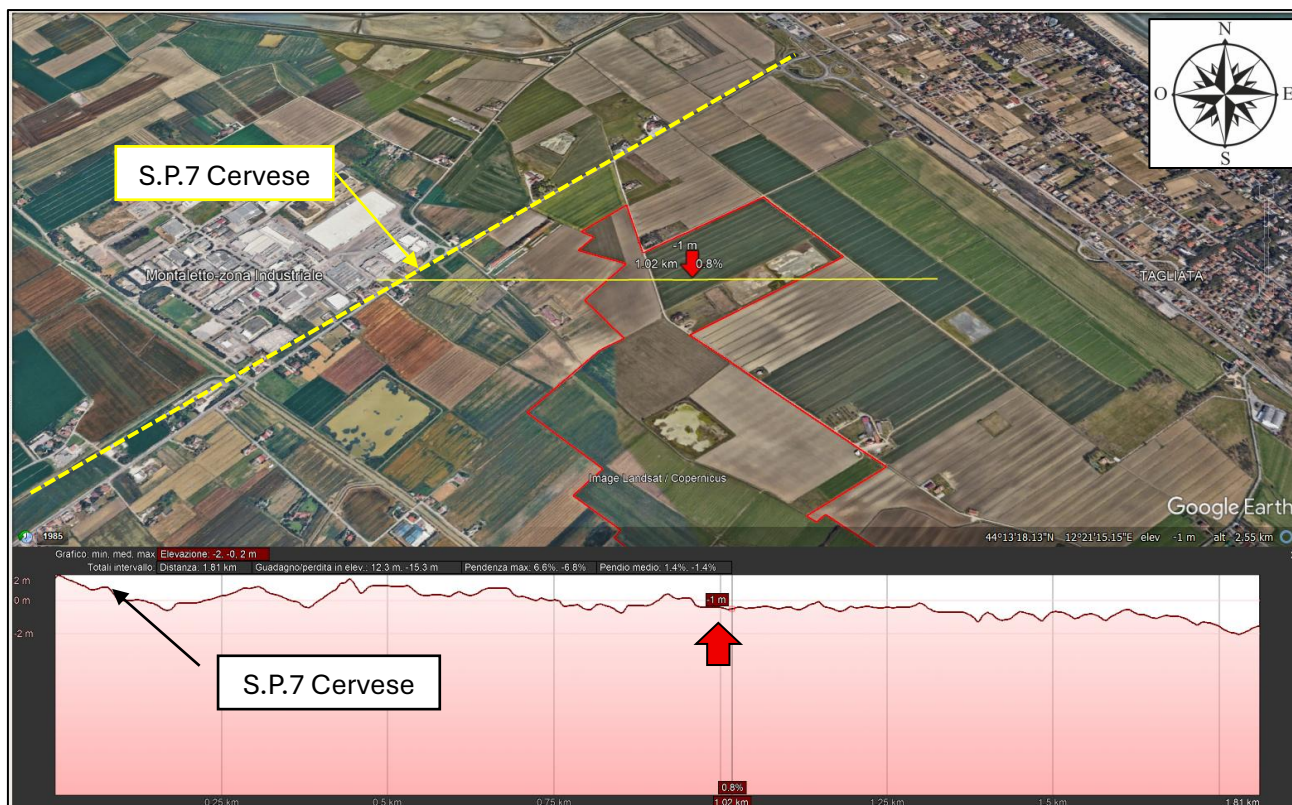 N
O
E
S
S.P.7 Cervese
Montaletto-zona Industriale
-1 m
1.02 km
0.8%
TAGLIATA
Image Landsat / Copernicus
Google Earth
1985
44°13'18.13"N 12°21'15.15"E elev -1 m alt 2.55 km
Grafico: min, med, max Elevazione: -2, -0, 2 m
Totali intervallo: Distanza: 1.81 km Guadagno/perdita in elev.: 12.3 m, -15.3 m Pendenza max: 6.6%, -6.8% Pendio medio: 1.4%, -1.4%
2 m
0 m
-2 m
-1 m
S.P.7 Cervese
0.8%
0.25 km 0.5 km 0.75 km 1.02 km 1.25 km 1.5 km 1.81 km